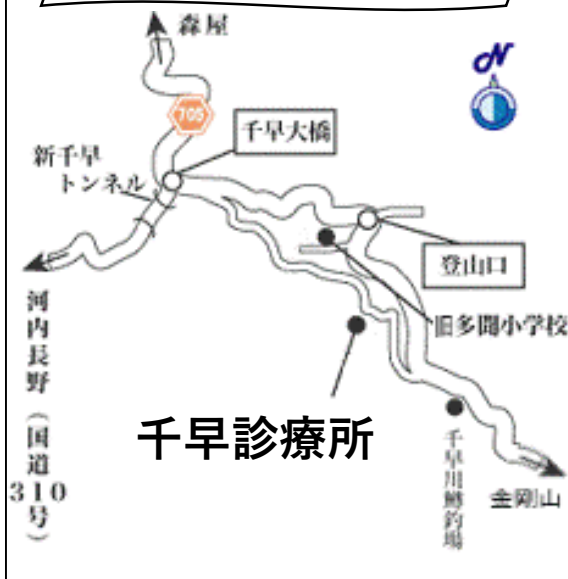 森屋
N
705
千早大橋
新千早
トンネル
登山口
旧多聞小学校
河内長野(国道310号)
千早診療所
千早川鱒釣場
金剛山